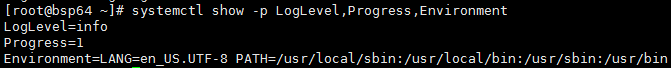 [root@bsp64 ~]# systemctl show -p LogLevel,Progress,Environment
LogLevel=info
Progress=1
Environment=LANG=en_US.UTF-8 PATH=/usr/local/sbin:/usr/local/bin:/usr/sbin:/usr/bin